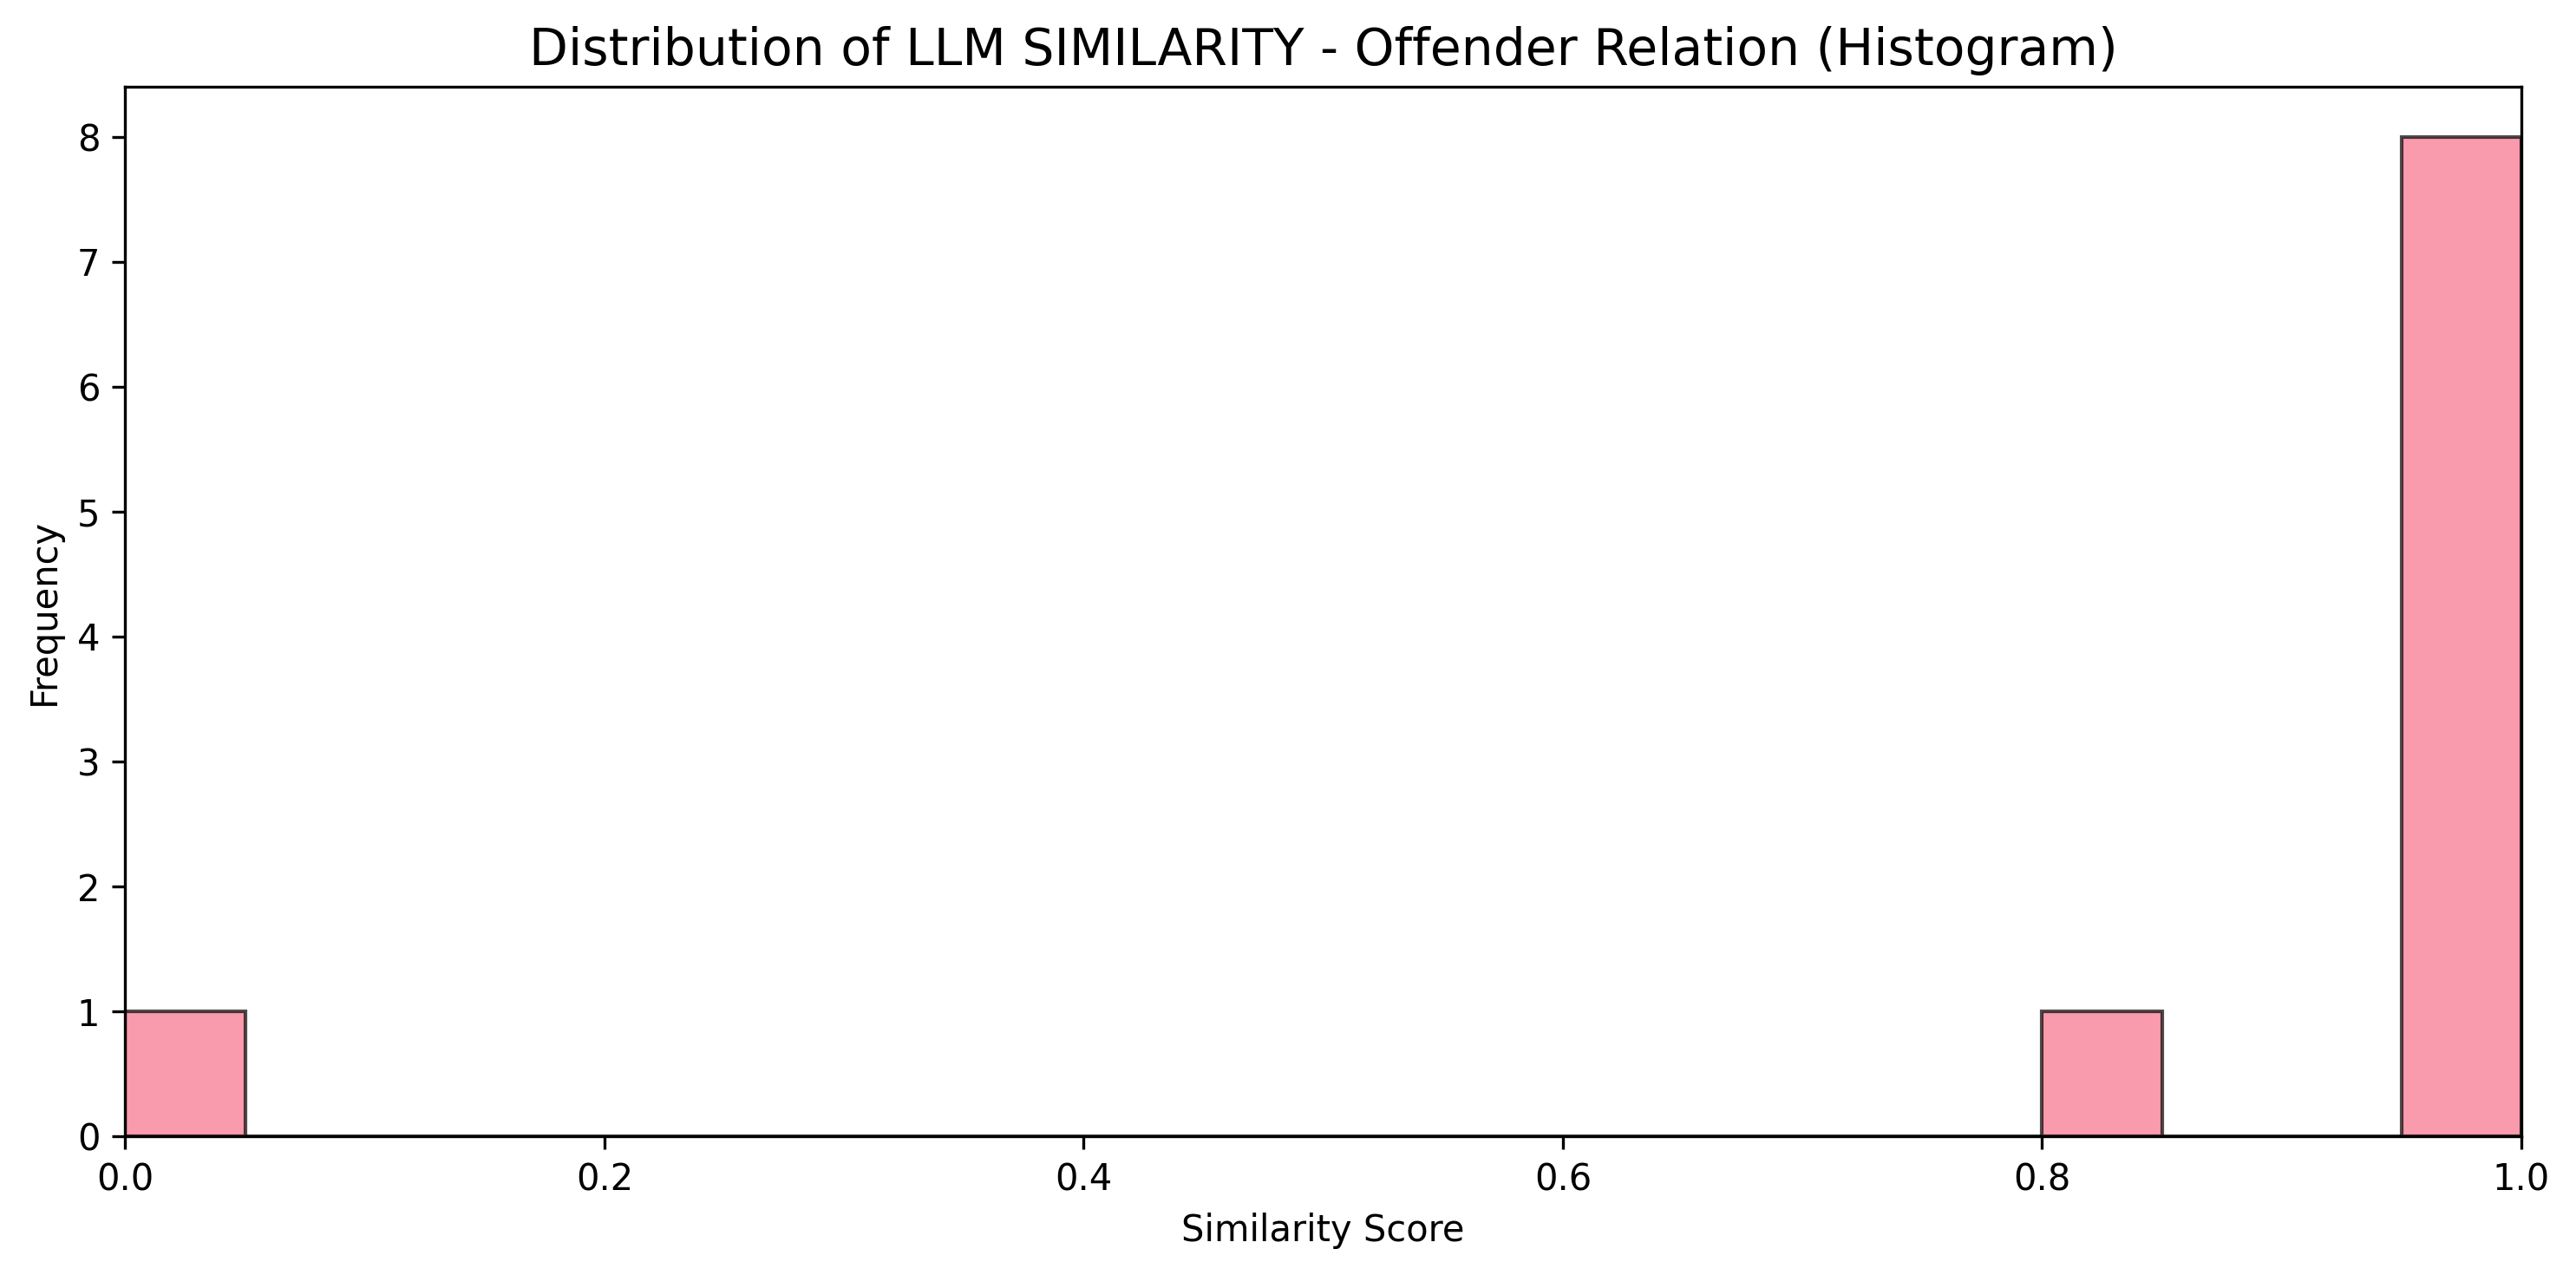 Distribution of LLM SIMILARITY - Offender Relation (Histogram)
Frequency
8
7
6
5
4
3
2
1
0
0.0 0.2 0.4 0.6 0.8 1.0
Similarity Score